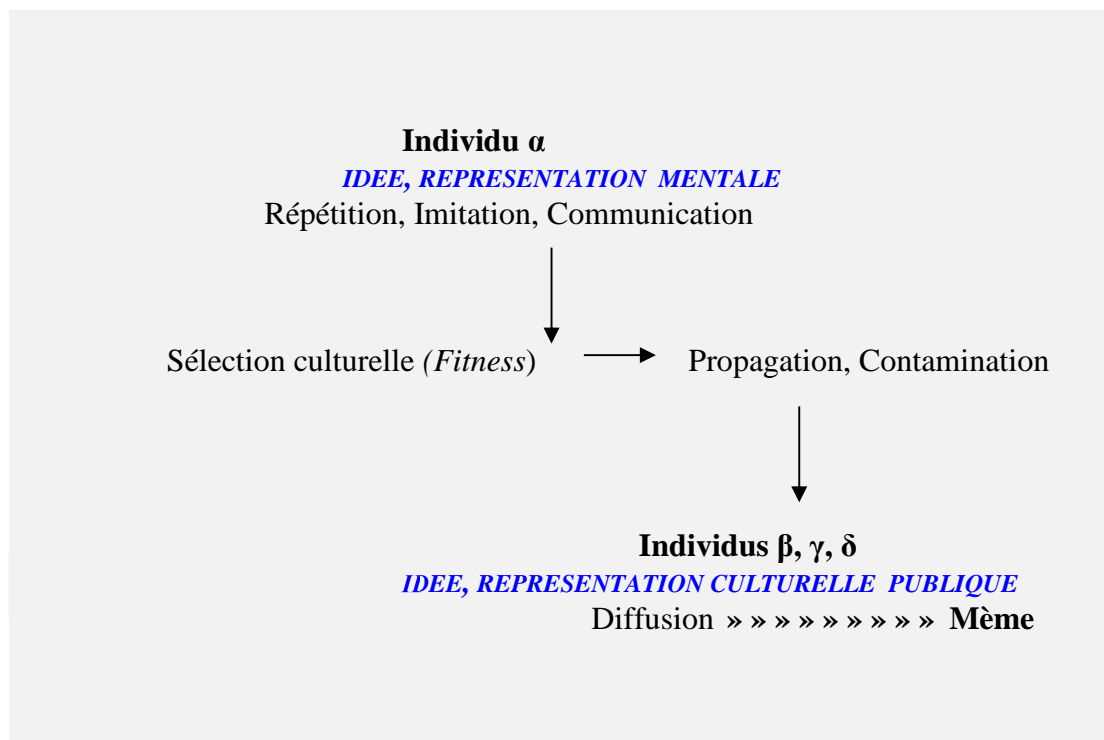 Individu α
IDEE, REPRESENTATION MENTALE
Répétition, Imitation, Communication
Sélection culturelle (Fitness) Propagation, Contamination
Individus β, γ, δ
IDEE, REPRESENTATION CULTURELLE PUBLIQUE
Diffusion » » » » » » » » » Mème